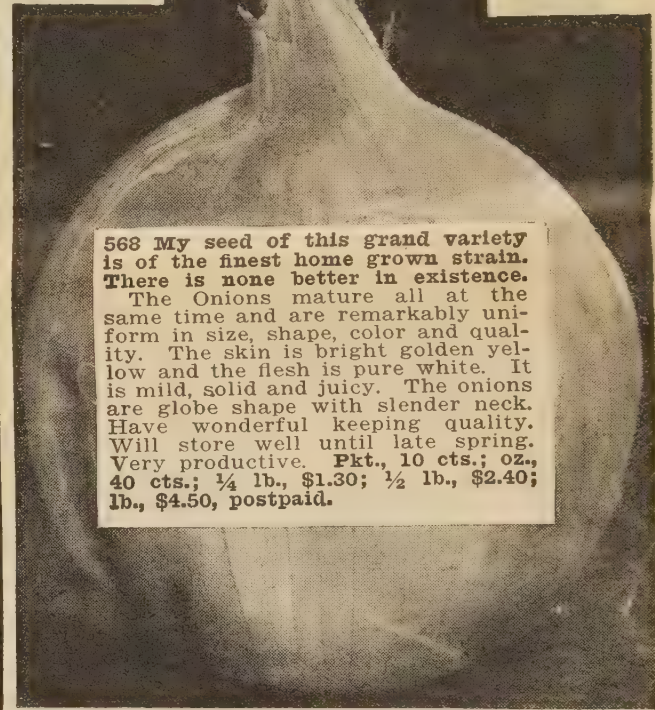 568 My seed of this grand variety
is of the finest home grown strain.
There is none better in existence.
The Onions mature all at the
same time and are remarkably uni-
form in size, shape, color and qual-
ity. The skin is bright golden yel-
low and the flesh is pure white. It
is mild, solid and juicy. The onions
are globe shape with slender neck.
Have wonderful keeping quality.
Will store well until late spring.
Very productive. Pkt., 10 cts.; oz.,
40 cts.; ¼ lb., $1.30; ½ lb., $2.40;
lb., $4.50, postpaid.